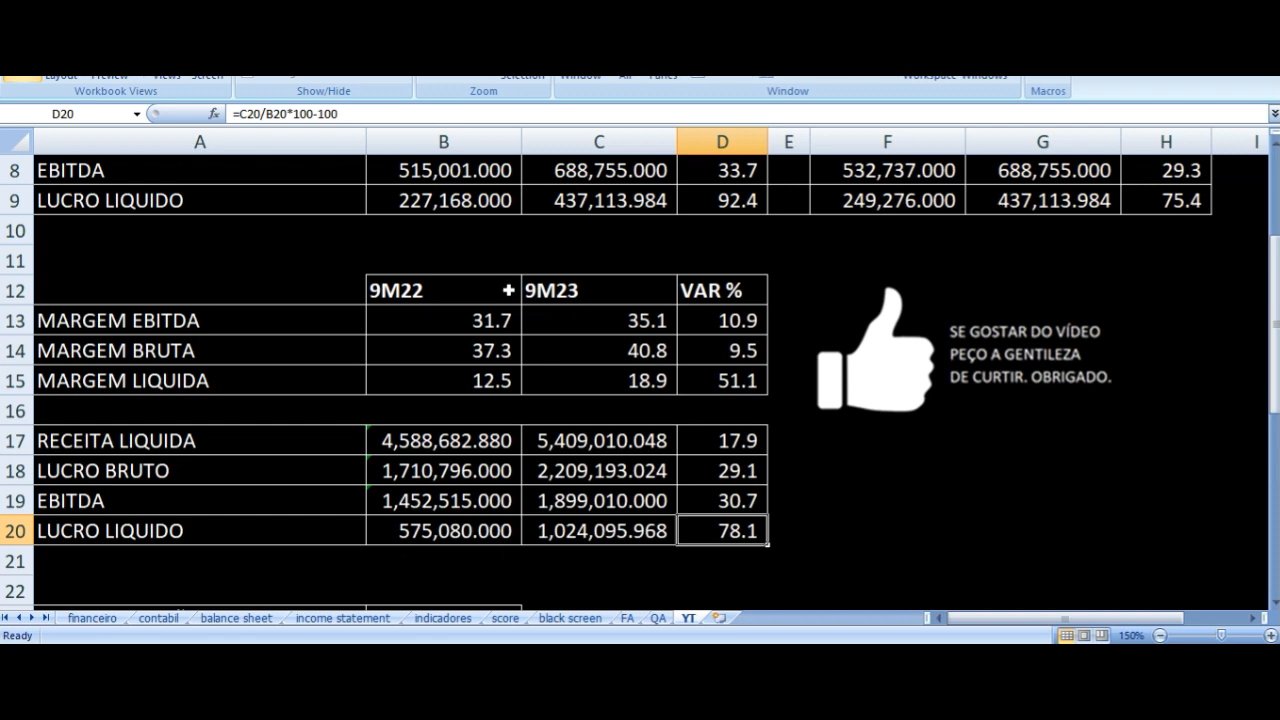 Workbook Views Show/Hide Zoom Window Macros
D20 fx =C20/B20*100-100
A B C D E F G H I
8 EBITDA 515,001.000 688,755.000 33.7 532,737.000 688,755.000 29.3
9 LUCRO LIQUIDO 227,168.000 437,113.984 92.4 249,276.000 437,113.984 75.4
10
11
12 9M22 9M23 VAR %
13 MARGEM EBITDA 31.7 35.1 10.9
14 MARGEM BRUTA 37.3 40.8 9.5
15 MARGEM LIQUIDA 12.5 18.9 51.1
SE GOSTAR DO VÍDEO
PEÇO A GENTILEZA
DE CURTIR. OBRIGADO.
16
17 RECEITA LIQUIDA 4,588,682.880 5,409,010.048 17.9
18 LUCRO BRUTO 1,710,796.000 2,209,193.024 29.1
19 EBITDA 1,452,515.000 1,899,010.000 30.7
20 LUCRO LIQUIDO 575,080.000 1,024,095.968 78.1
21
22
financeiro contabil balance sheet income statement indicadores score black screen FA QA YT
Ready 150%